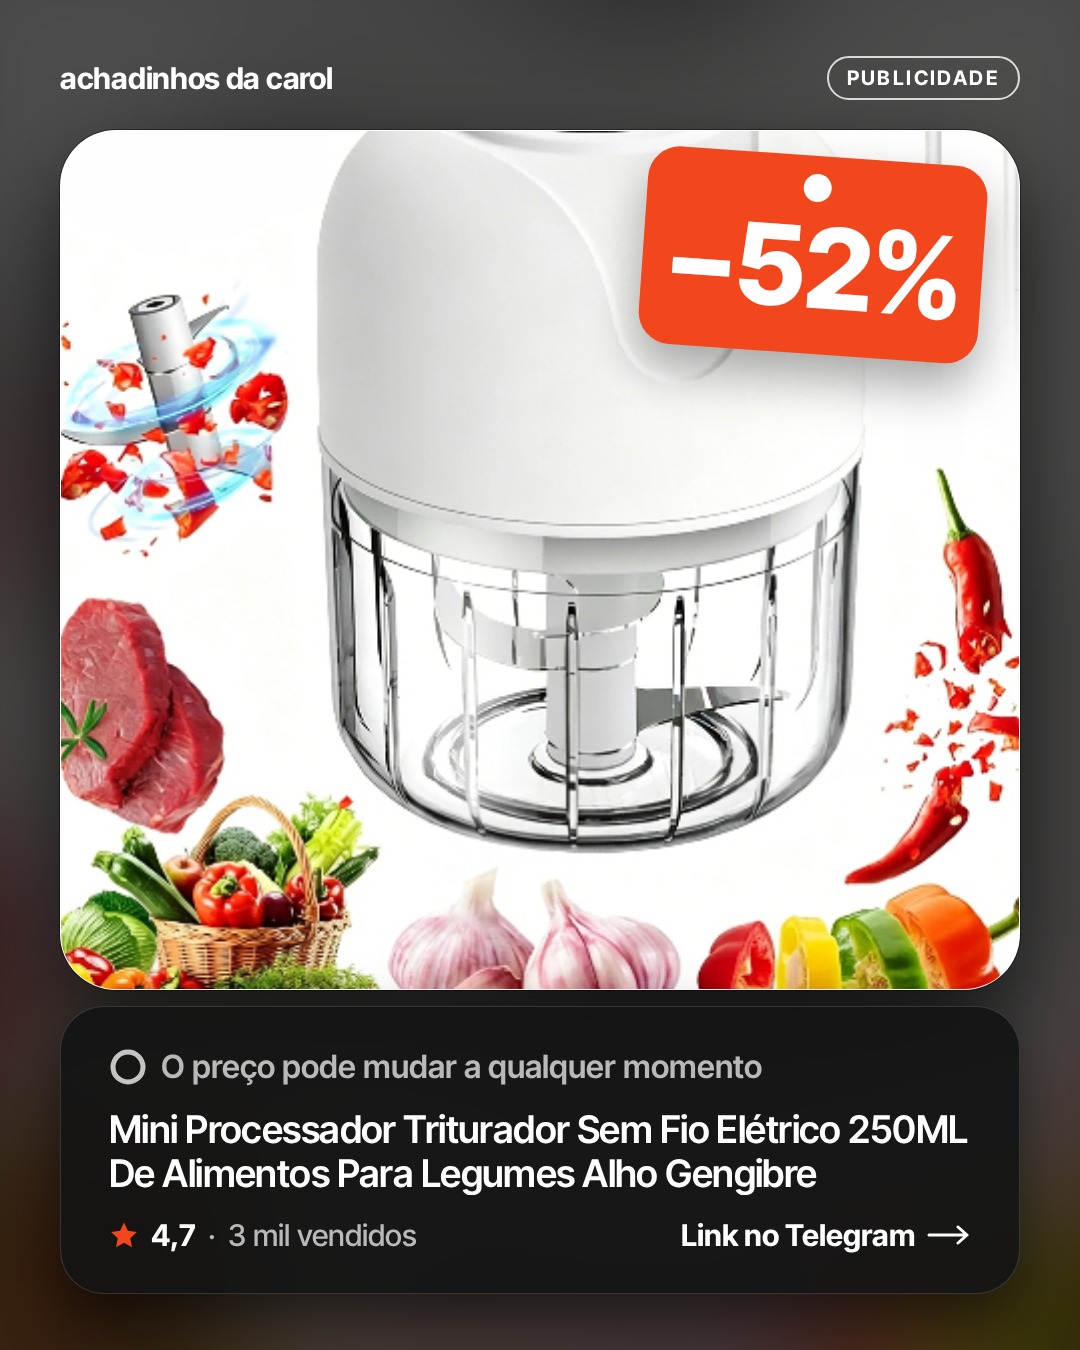 achadinhos da carol
PUBLICIDADE
–52%
O preço pode mudar a qualquer momento
Mini Processador Triturador Sem Fio Elétrico 250ML
De Alimentos Para Legumes Alho Gengibre
4,7 · 3 mil vendidos
Link no Telegram →